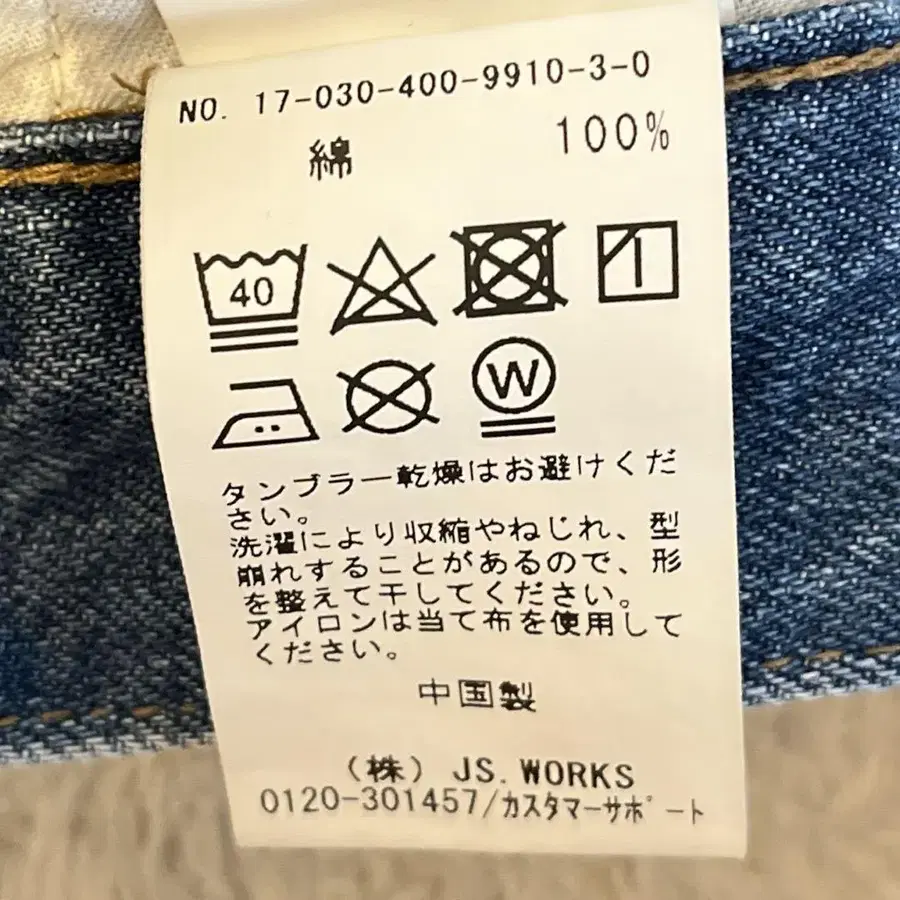 NO. 17-030-400-9910-3-0
綿 100%
40
W
タンブラー乾燥はお避けくだ
さい。
洗濯により収縮やねじれ、型
崩れすることがあるので、形
を整えて干してください。
アイロンは当て布を使用して
ください。
中国製
(株) JS.WORKS
0120-301457/カスタマーサポート